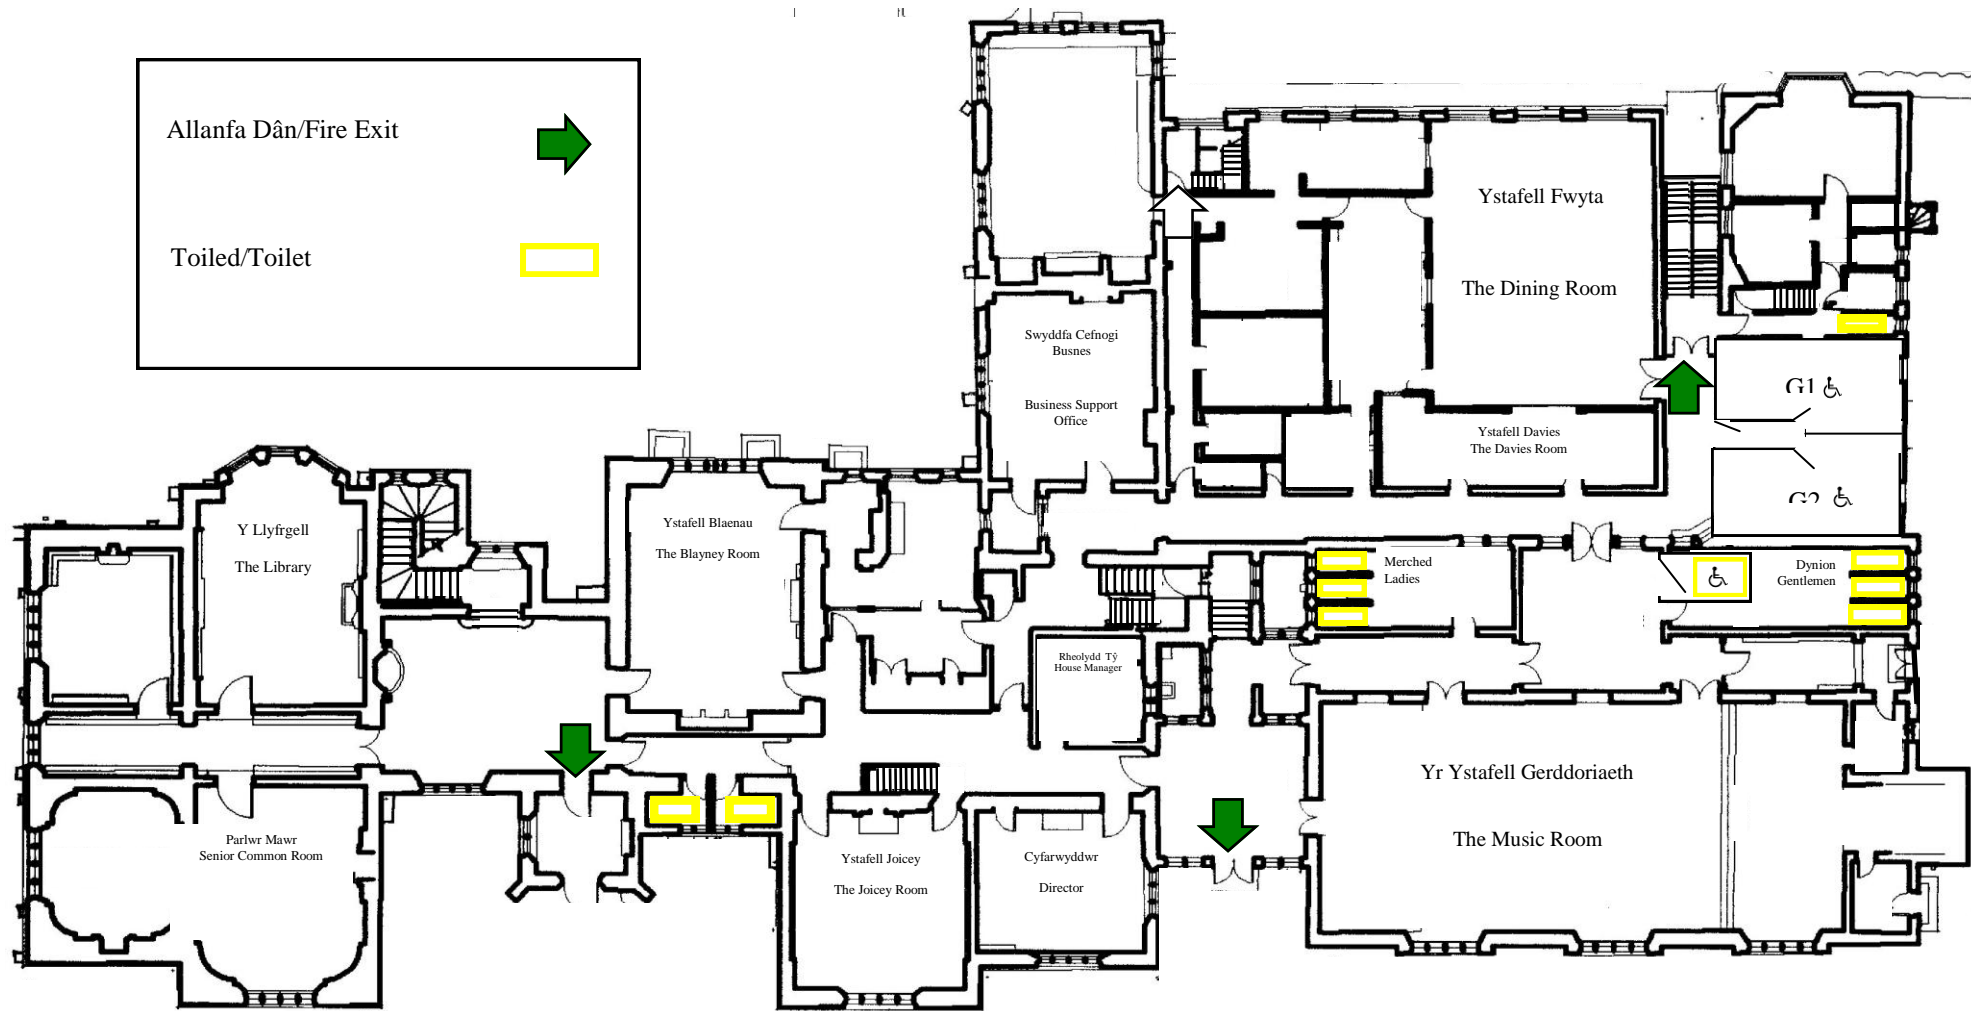 Allanfa Dân/Fire Exit
Toiled/Toilet
Ystafell Fwyta
The Dining Room
Swyddfa Cefnogi
Busnes
Business Support
Office
G1
Ystafell Davies
The Davies Room
G2
Y Llyfrgell
The Library
Ystafell Blaenau
The Blayney Room
Merched
Ladies
Dynion
Gentlemen
Rheolydd Tŷ
House Manager
Yr Ystafell Gerddoriaeth
The Music Room
Parlwr Mawr
Senior Common Room
Ystafell Joicey
The Joicey Room
Cyfarwyddwr
Director